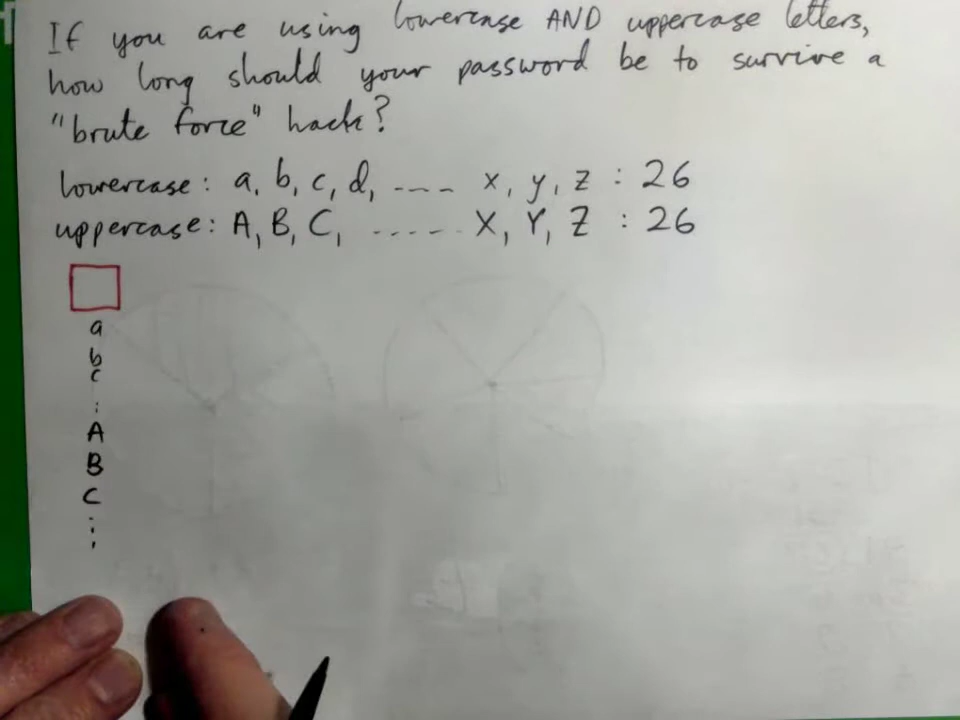 If you are using lowercase AND uppercase letters,
how long should your password be to survive a
"brute force" hack?
lowercase: a, b, c, d, ---- x, y, z : 26
uppercase: A, B, C, ..... X, Y, Z : 26
a
b
c
:
A
B
C
: